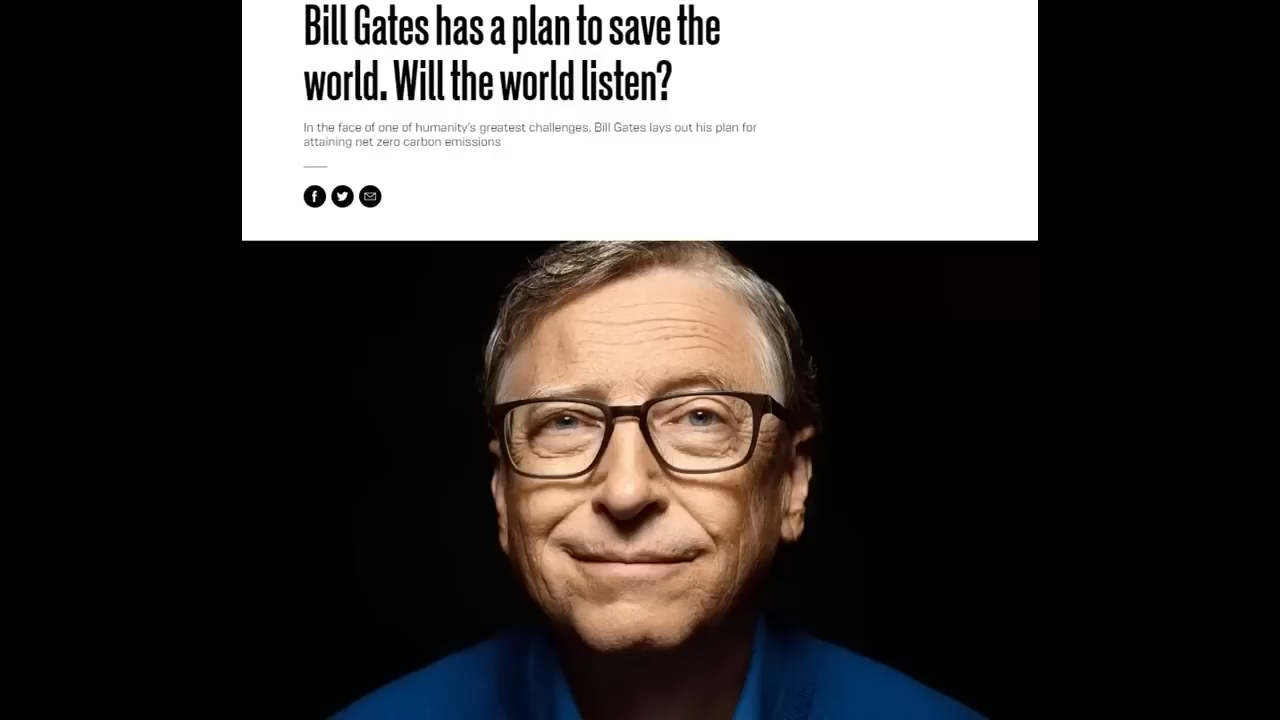 Bill Gates has a plan to save the
world. Will the world listen?
In the face of one of humanity's greatest challenges, Bill Gates lays out his plan for
attaining net zero carbon emissions